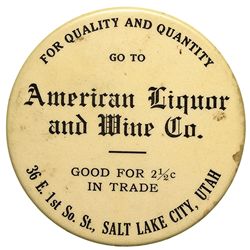 FOR QUALITY AND QUANTITY
GO TO
American Liquor
and Wine Co.
GOOD FOR 2½c
IN TRADE
36 E. 1st So. St., SALT LAKE CITY, UTAH